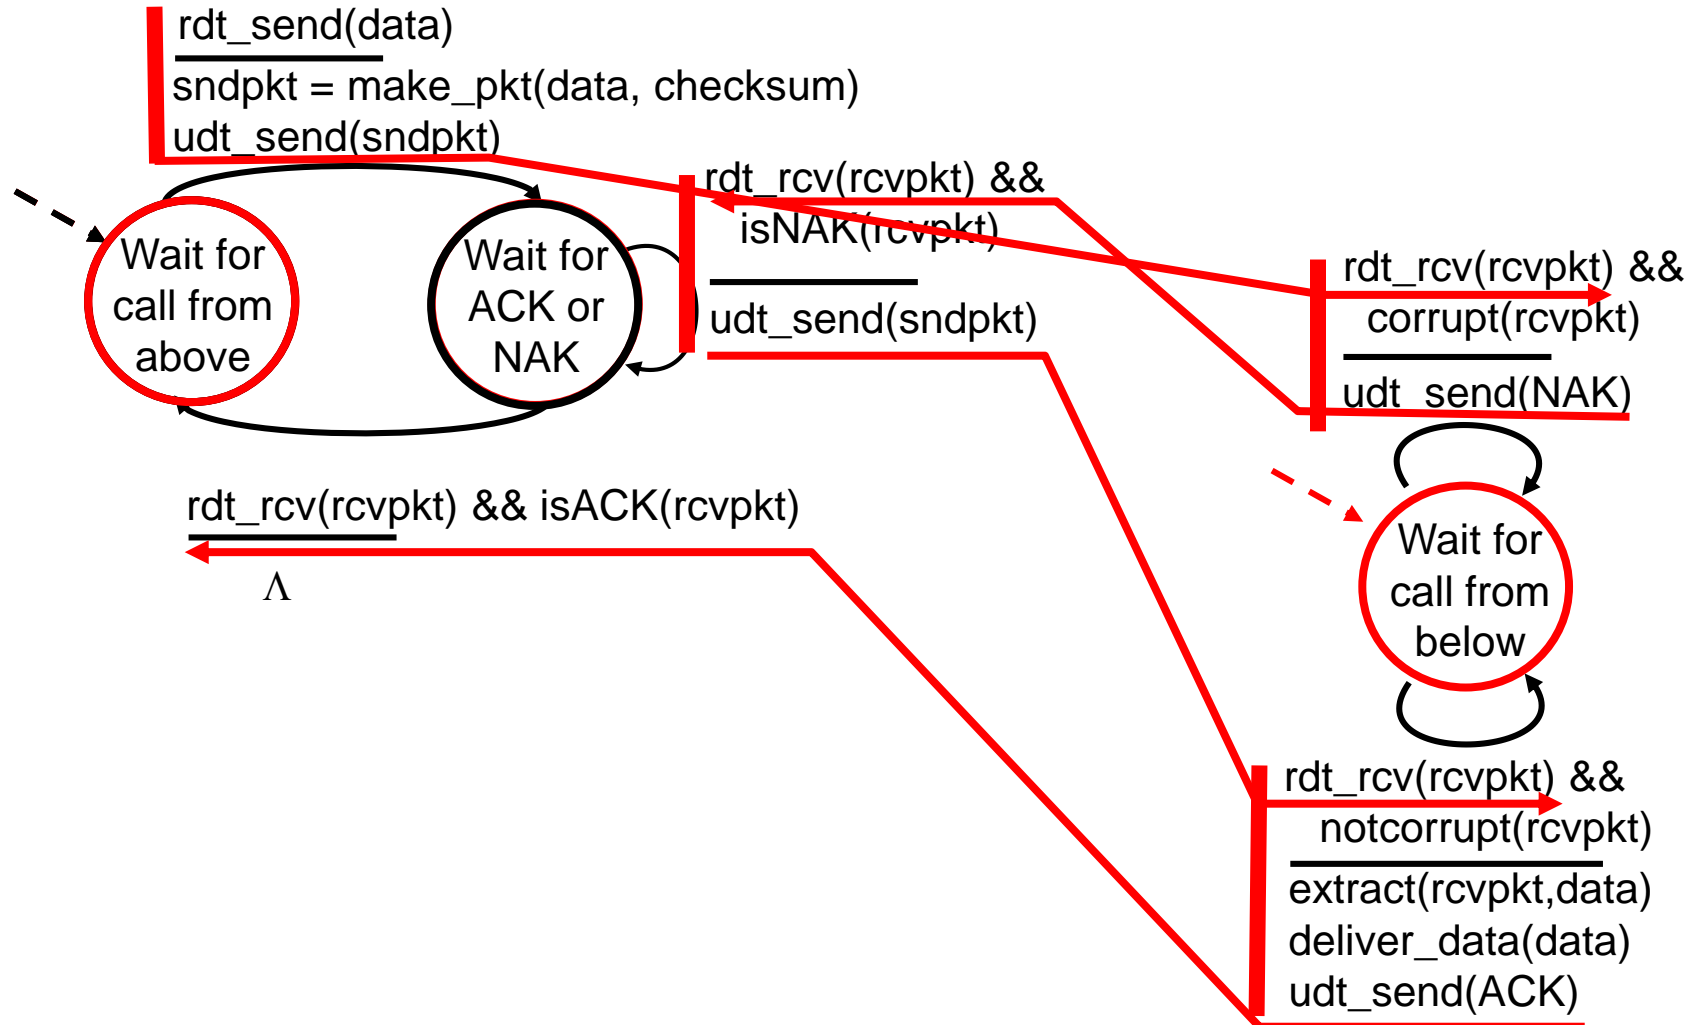 rdt_send(data)
sndpkt = make_pkt(data, checksum)
udt_send(sndpkt)
Wait for
call from
above
Wait for
ACK or
NAK
rdt_rcv(rcvpkt) &&
isNAK(rcvpkt)
udt_send(sndpkt)
rdt_rcv(rcvpkt) && isACK(rcvpkt)
Λ
rdt_rcv(rcvpkt) &&
corrupt(rcvpkt)
udt_send(NAK)
Wait for
call from
below
rdt_rcv(rcvpkt) &&
notcorrupt(rcvpkt)
extract(rcvpkt,data)
deliver_data(data)
udt_send(ACK)